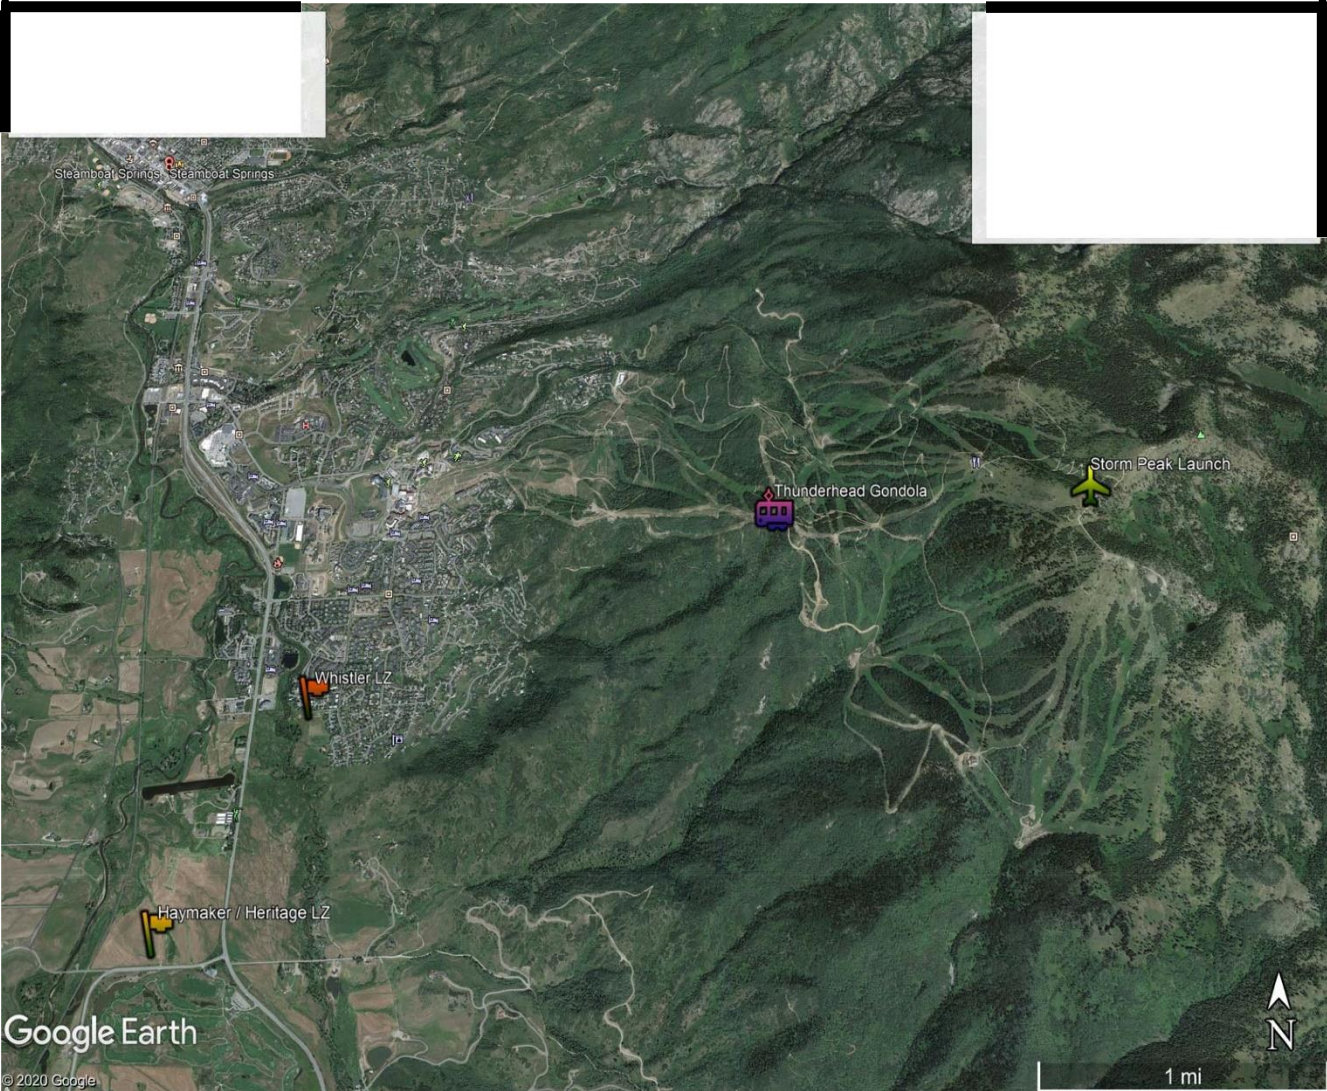 Steamboat Springs Steamboat Springs
Storm Peak Launch
Thunderhead Gondola
Whistler LZ
Haymaker / Heritage LZ
Google Earth
N
1 mi
© 2020 Google